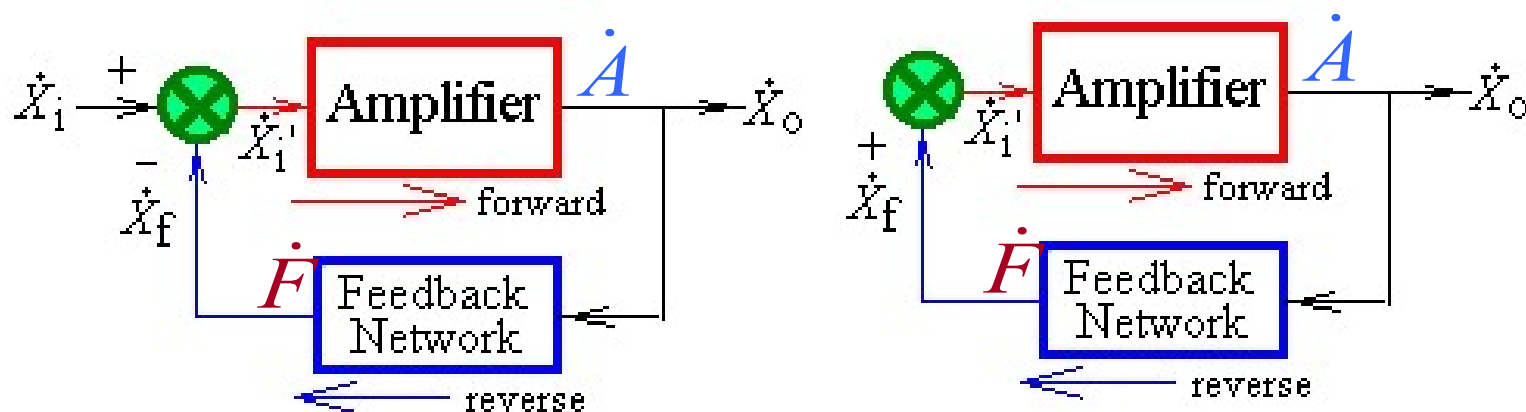 Ȧ
+
Ẋi
Amplifier
Ẋo
Ẋi'
−
forward
Ẋf
Ḟ
Feedback
Network
reverse
Ȧ
Amplifier
Ẋo
Ẋi'
+
forward
Ẋf
Ḟ
Feedback
Network
reverse